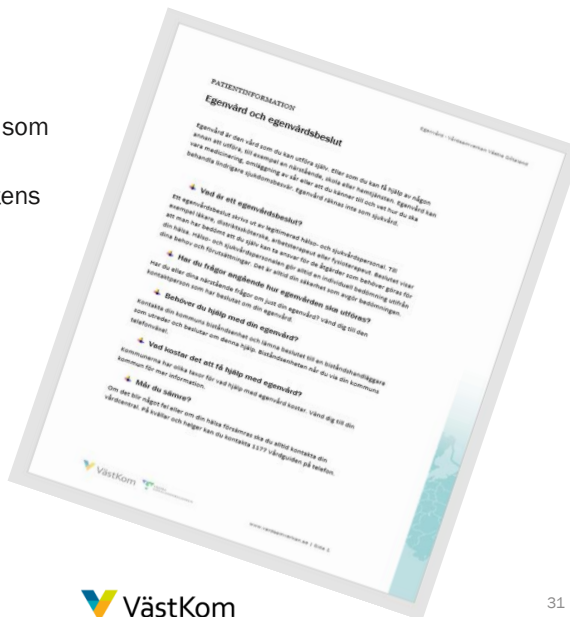 som
tens
PATIENTINFORMATION
Egenvård - Vårdsamverkan Västra Götaland
Egenvård och egenvårdsbeslut
Egenvård är den vård som du kan utföra själv. Eller som du kan få hjälp av någon
annan att utföra, till exempel en närstående, skola eller hemtjänsten. Egenvård kan
vara medicinering, omläggning av sår eller att du känner till och vet hur du ska
behandla lindrigare sjukdomsbesvär. Egenvård räknas inte som sjukvård.
Vad är ett egenvårdsbeslut?
Ett egenvårdsbeslut skrivs ut av legitimerad hälso- och sjukvårdspersonal. Till
exempel läkare, distriktssköterska, arbetsterapeut eller fysioterapeut. Beslutet visar
att man har bedömt att du själv kan ta ansvar för de åtgärder som behöver göras för
din hälsa. Hälso- och sjukvårdspersonalen gör alltid en individuell bedömning utifrån
dina behov och förutsättningar. Det är alltid din säkerhet som avgör bedömningen.
Har du frågor angående hur egenvården ska utföras?
Har du eller dina närstående frågor om just din egenvård? Vänd dig till den
kontaktperson som har beslutat om din egenvård.
Behöver du hjälp med din egenvård?
Kontakta din kommuns biståndsenhet och lämna beslutet till en biståndshandläggare
som utreder och beslutar om denna hjälp. Biståndsenheten når du via din kommuns
telefonväxel.
Vad kostar det att få hjälp med egenvård?
Kommunerna har olika taxor för vad hjälp med egenvård kostar. Vänd dig till din
kommun för mer information.
Mår du sämre?
Om det blir något fel eller om din hälsa försämras ska du alltid kontakta din
vårdcentral. På kvällar och helger kan du kontakta 1177 Vårdguiden på telefon.
VästKom
www.vardsamverkan.se | Sida 1
VästKom
31